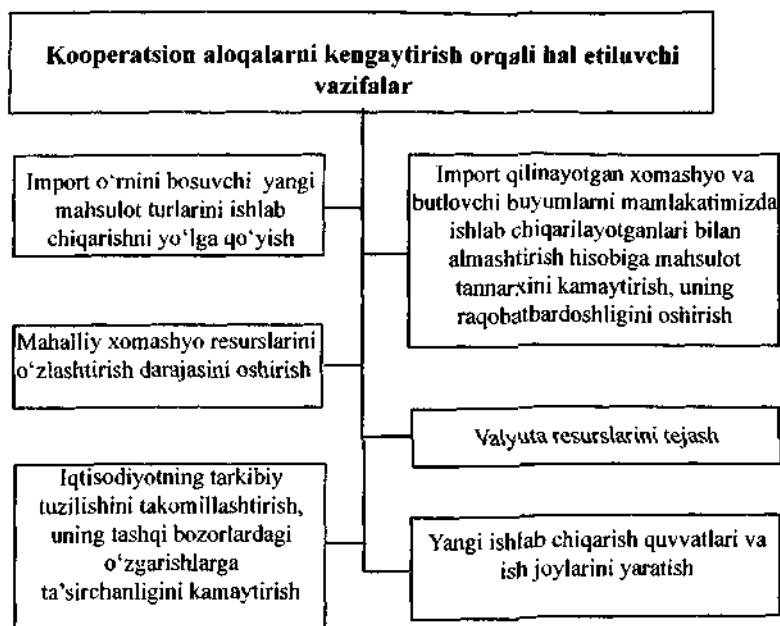 Kooperatsion aloqalarni kengaytirish orqali hal etiluvchi
vazifalar
Import o‘rnini bosuvchi yangi
mahsulot turlarini ishlab
chiqarishni yo‘lga qo‘yish
Import qilinayotgan xomashyo va
butlovchi buyumlarni mamlakatimizda
ishlab chiqarilayotganlari bilan
almashtirish hisobiga mahsulot
tannarxini kamaytirish, uning
raqobatbardoshligini oshirish
Mahalliy xomashyo resurslarini
o‘zlashtirish darajasini oshirish
Valyuta resurslarini tejash
Iqtisodiyotning tarkibiy
tuzilishini takomillashtirish,
uning tashqi bozorlardagi
o‘zgarishlarga
ta’sirchanligini kamaytirish
Yangi ishlab chiqarish quvvatlari va
ish joylarini yaratish